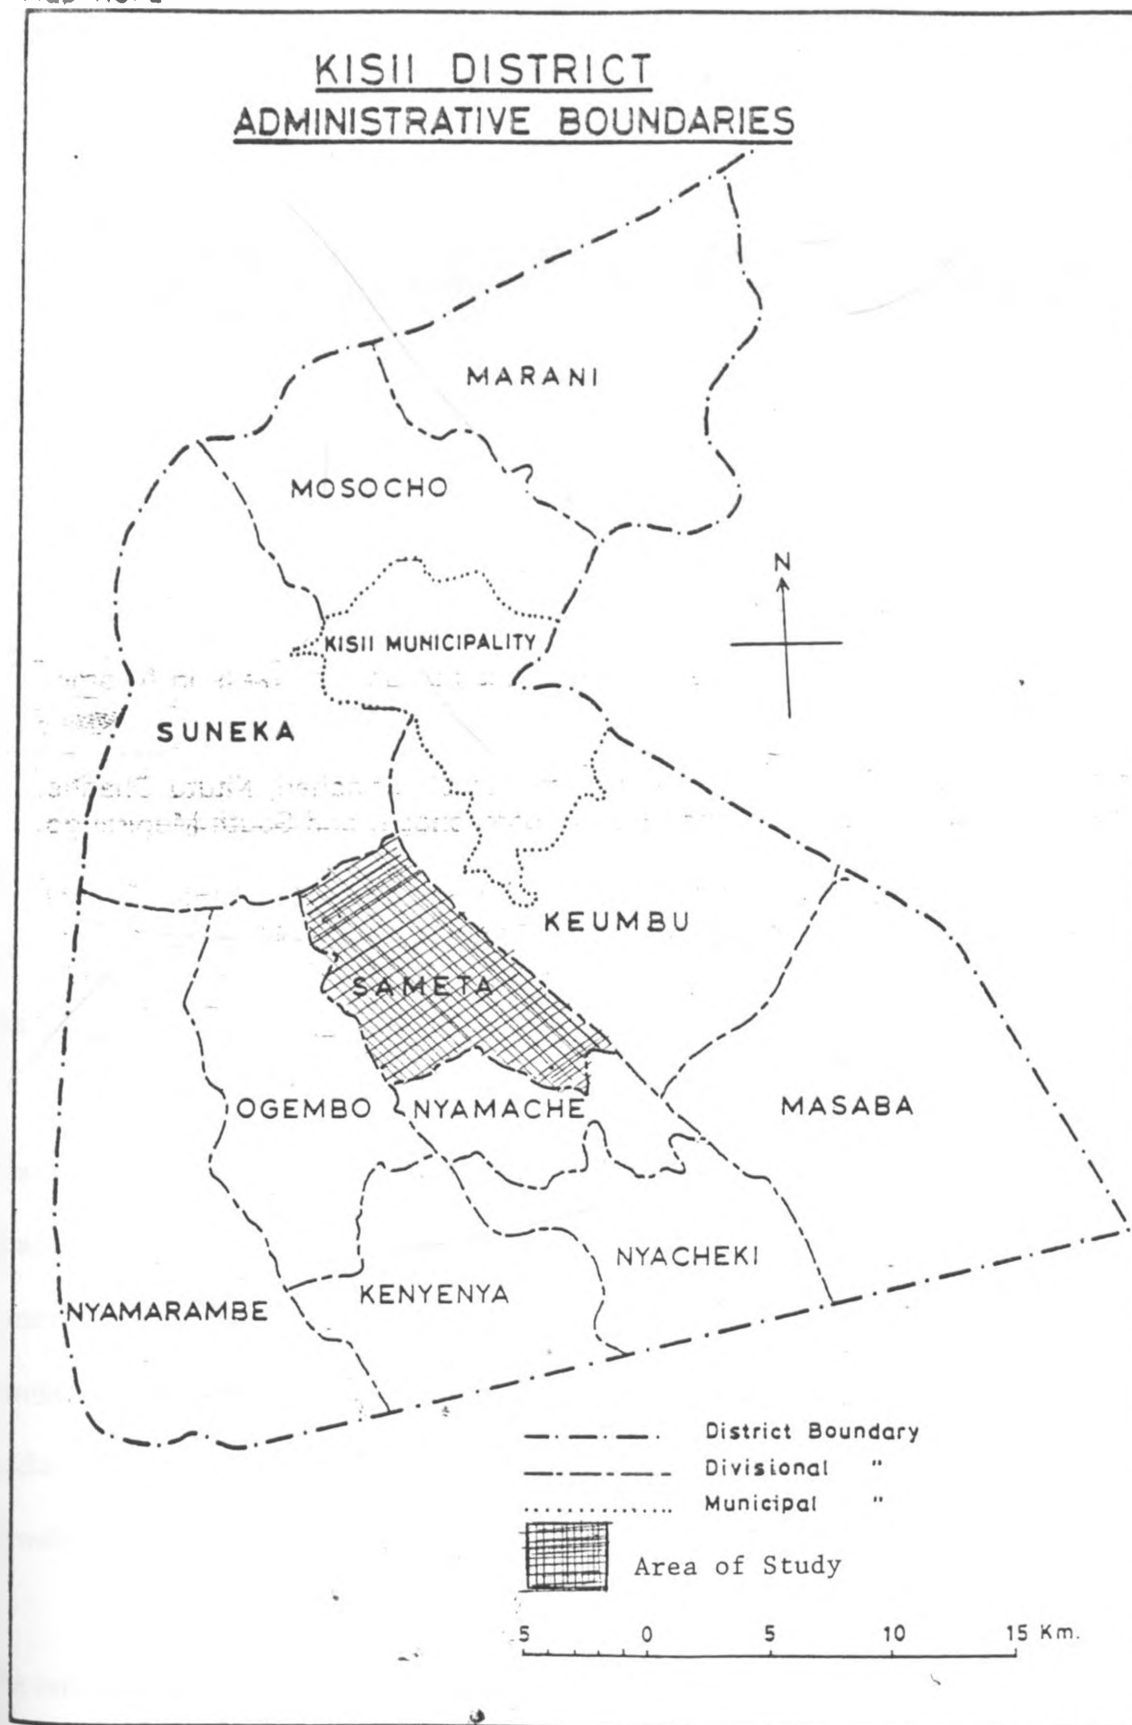 KISII DISTRICT
ADMINISTRATIVE BOUNDARIES
MARANI
MOSOCHO
N
KISII MUNICIPALITY
SUNEKA
KEUMBU
SAMETA
OGEMBO
NYAMACHE
MASABA
NYACHEKI
KENYENYA
NYAMARAMBE
District Boundary
Divisional "
Municipal "
Area of Study
5 0 5 10 15 Km.